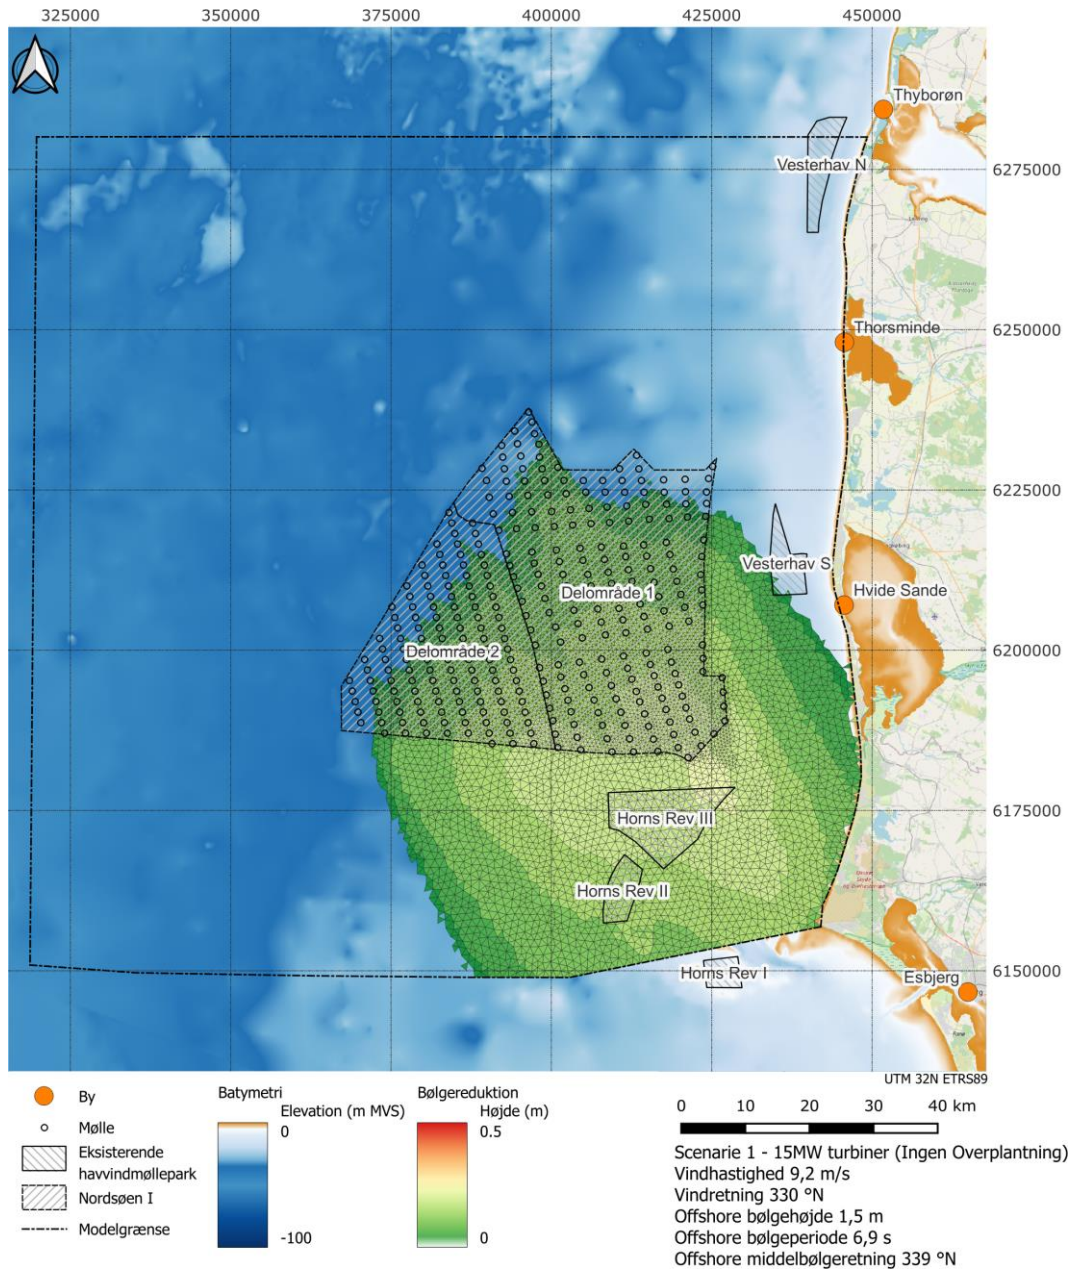 325000 350000 375000 400000 425000 450000
Thyborøn
Vesterhav N
6275000
Thorsminde
6250000
6225000
Vesterhav S
Delområde 1
Hvide Sande
Delområde 2
6200000
6175000
Horns Rev III
Horns Rev II
Horns Rev I
6150000
Esbjerg
UTM 32N ETRS89
By
Mølle
Eksisterende
havvindmøllepark
Nordsøen I
Modelgrænse
Batymetri
Elevation (m MVS)
0
-100
Bølgereduktion
Højde (m)
0.5
0
0 10 20 30 40 km
Scenarie 1 - 15MW turbiner (Ingen Overplantning)
Vindhastighed 9,2 m/s
Vindretning 330 °N
Offshore bølgehøjde 1,5 m
Offshore bølgeperiode 6,9 s
Offshore middelbølgeretning 339 °N